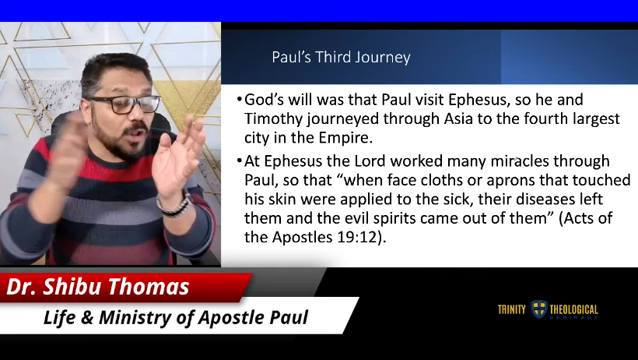 Paul's Third Journey
•God's will was that Paul visit Ephesus, so he and
Timothy journeyed through Asia to the fourth largest
city in the Empire.
•At Ephesus the Lord worked many miracles through
Paul, so that “when face cloths or aprons that touched
his skin were applied to the sick, their diseases left
them and the evil spirits came out of them” (Acts of
the Apostles 19:12).
Dr. Shibu Thomas
Life & Ministry of Apostle Paul
TRINITY THEOLOGICAL
SEMINARY